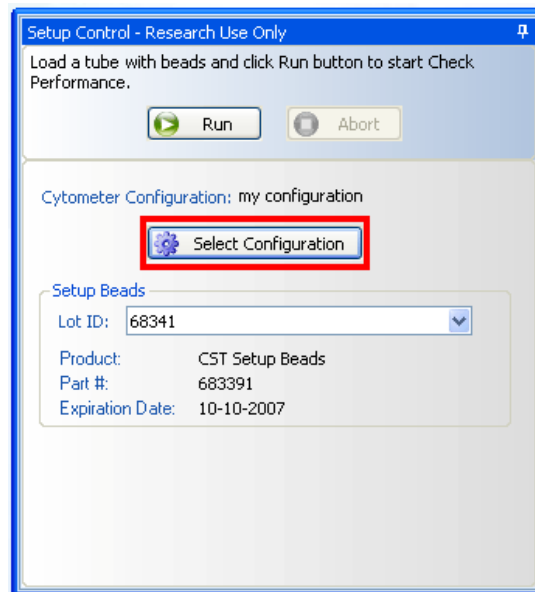 Setup Control - Research Use Only
Load a tube with beads and click Run button to start Check
Performance.
Run Abort
Cytometer Configuration: my configuration
Select Configuration
Setup Beads
Lot ID: 68341
Product: CST Setup Beads
Part #: 683391
Expiration Date: 10-10-2007